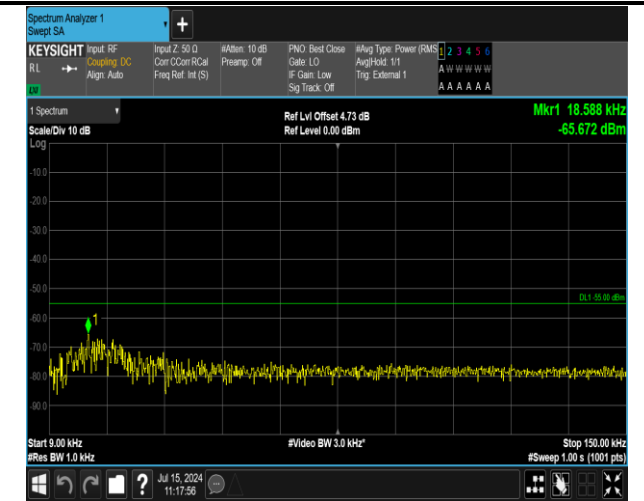 Spectrum Analyzer 1
Swept SA
+
KEYSIGHT Input: RF Input Z: 50 Ω #Atten: 10 dB PNO: Best Close #Avg Type: Power (RMS 1 2 3 4 5 6
RL Coupling: DC Corr CCorr RCal Preamp: Off Gate: LO Avg|Hold: 1/1 A W W W W W
Align: Auto Freq Ref: Int (S) IF Gain: Low Trig: External 1
Sig Track: Off A A A A A A
1 Spectrum
Ref Lvl Offset 4.73 dB Mkr1 18.588 kHz
Scale/Div 10 dB Ref Level 0.00 dBm -65.672 dBm
Log
-10.0
-20.0
-30.0
-40.0
-50.0
DL1 -55.00 dBm
-60.0
1
-70.0
-80.0
-90.0
Start 9.00 kHz #Video BW 3.0 kHz* Stop 150.00 kHz
#Res BW 1.0 kHz #Sweep 1.00 s (1001 pts)
? Jul 15, 2024
11:17:56